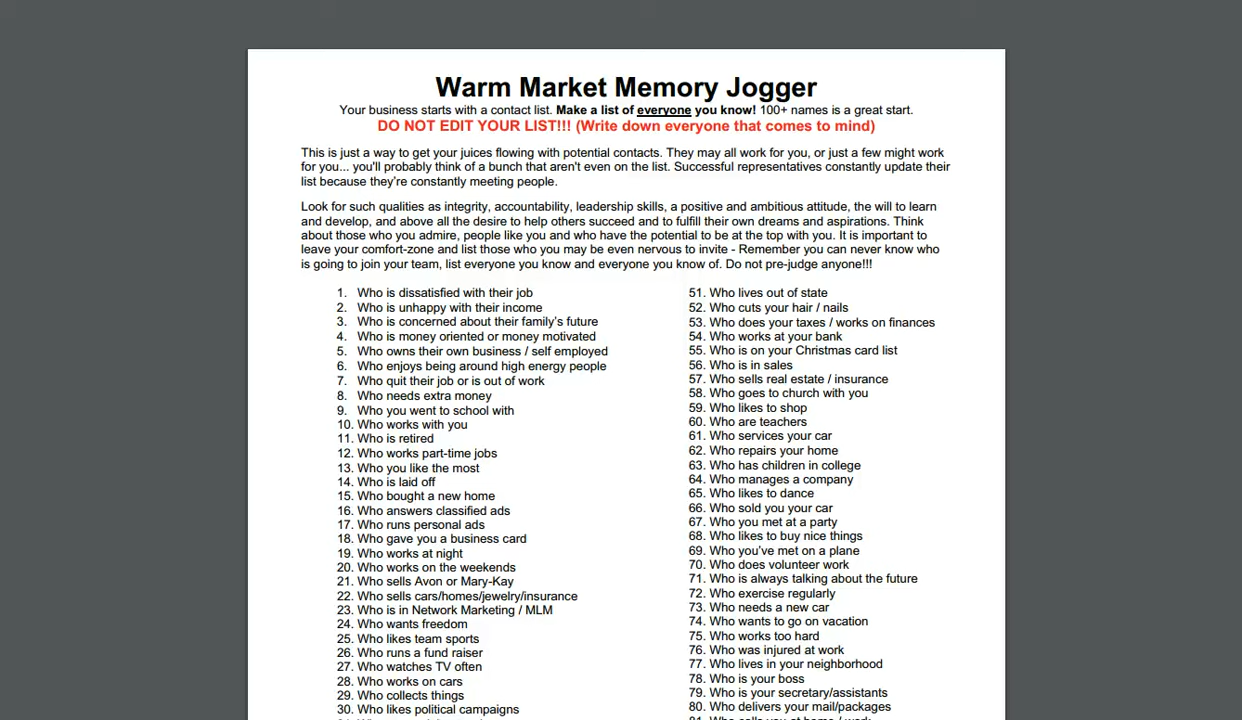 Warm Market Memory Jogger
Your business starts with a contact list. Make a list of everyone you know! 100+ names is a great start.
DO NOT EDIT YOUR LIST!!! (Write down everyone that comes to mind)
This is just a way to get your juices flowing with potential contacts. They may all work for you, or just a few might work
for you... you'll probably think of a bunch that aren't even on the list. Successful representatives constantly update their
list because they're constantly meeting people.
Look for such qualities as integrity, accountability, leadership skills, a positive and ambitious attitude, the will to learn
and develop, and above all the desire to help others succeed and to fulfill their own dreams and aspirations. Think
about those who you admire, people like you and who have the potential to be at the top with you. It is important to
leave your comfort-zone and list those who you may be even nervous to invite - Remember you can never know who
is going to join your team, list everyone you know and everyone you know of. Do not pre-judge anyone!!!
1. Who is dissatisfied with their job
2. Who is unhappy with their income
3. Who is concerned about their family's future
4. Who is money oriented or money motivated
5. Who owns their own business / self employed
6. Who enjoys being around high energy people
7. Who quit their job or is out of work
8. Who needs extra money
9. Who you went to school with
10. Who works with you
11. Who is retired
12. Who works part-time jobs
13. Who you like the most
14. Who is laid off
15. Who bought a new home
16. Who answers classified ads
17. Who runs personal ads
18. Who gave you a business card
19. Who works at night
20. Who works on the weekends
21. Who sells Avon or Mary-Kay
22. Who sells cars/homes/jewelry/insurance
23. Who is in Network Marketing / MLM
24. Who wants freedom
25. Who likes team sports
26. Who runs a fund raiser
27. Who watches TV often
28. Who works on cars
29. Who collects things
30. Who likes political campaigns
51. Who lives out of state
52. Who cuts your hair / nails
53. Who does your taxes / works on finances
54. Who works at your bank
55. Who is on your Christmas card list
56. Who is in sales
57. Who sells real estate / insurance
58. Who goes to church with you
59. Who likes to shop
60. Who are teachers
61. Who services your car
62. Who repairs your home
63. Who has children in college
64. Who manages a company
65. Who likes to dance
66. Who sold you your car
67. Who you met at a party
68. Who likes to buy nice things
69. Who you've met on a plane
70. Who does volunteer work
71. Who is always talking about the future
72. Who exercise regularly
73. Who needs a new car
74. Who wants to go on vacation
75. Who works too hard
76. Who was injured at work
77. Who lives in your neighborhood
78. Who is your boss
79. Who is your secretary/assistants
80. Who delivers your mail/packages